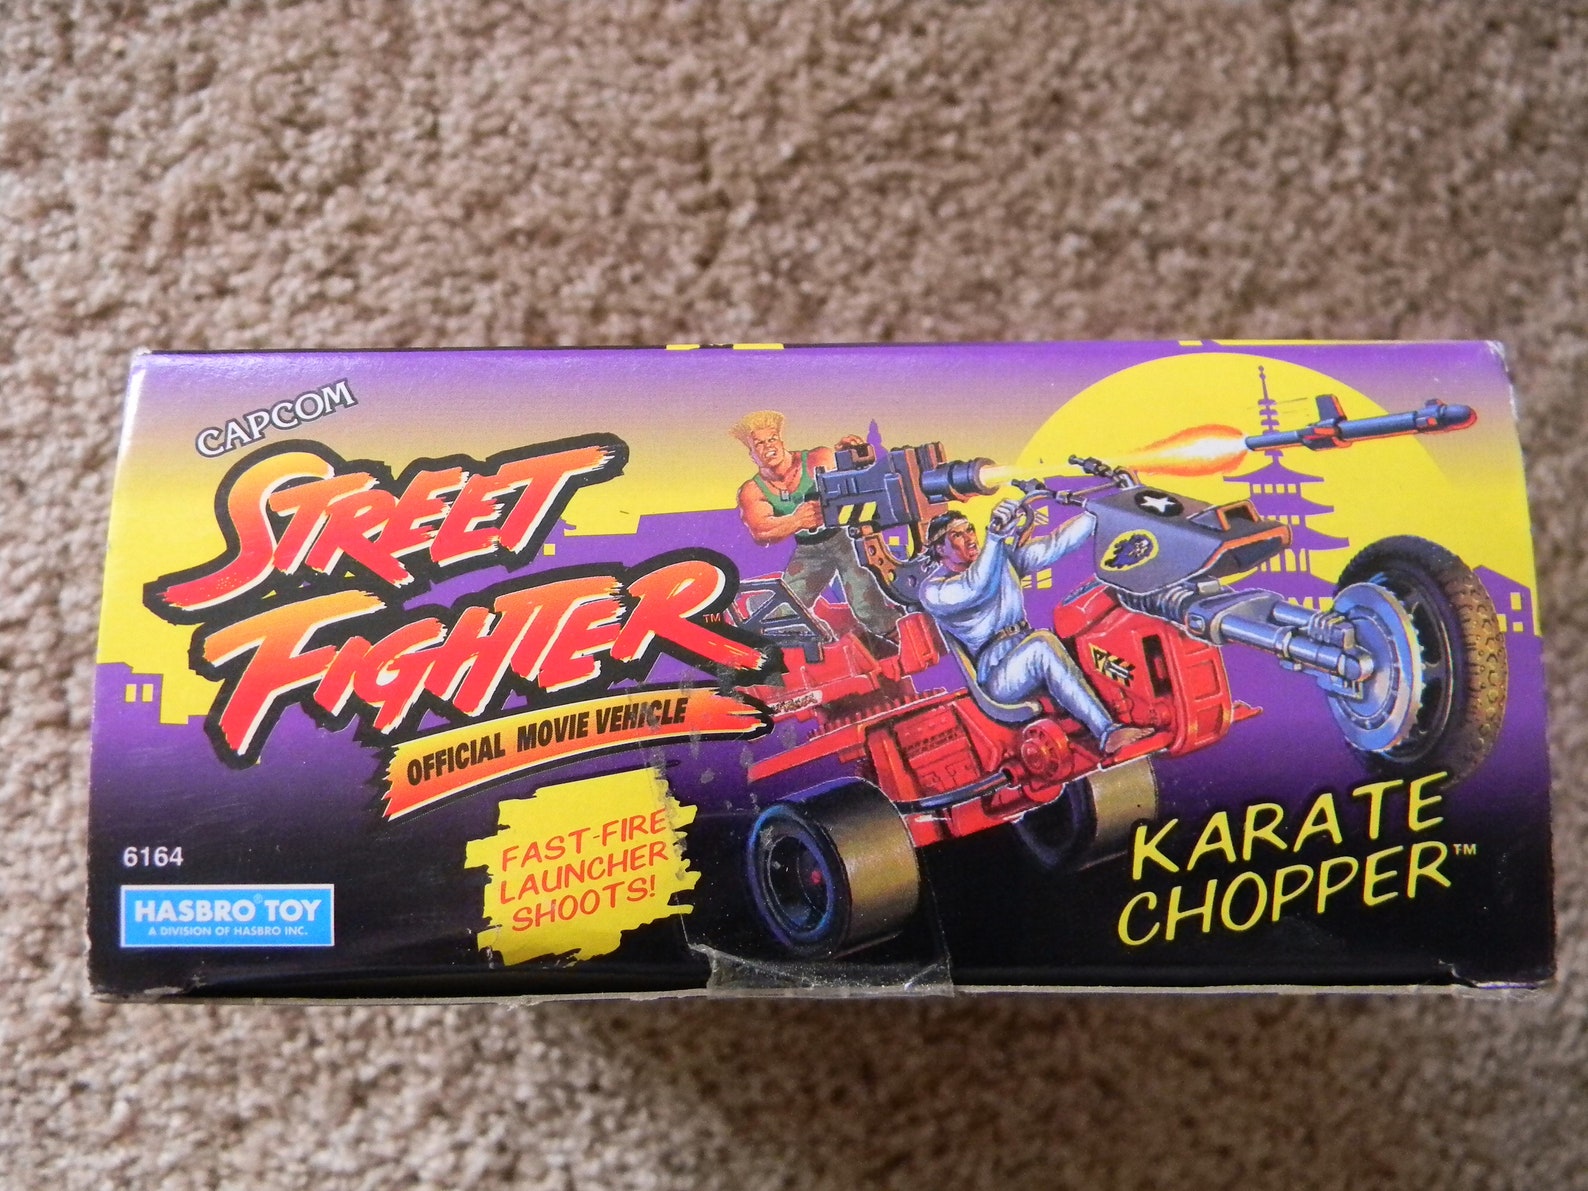 CAPCOM
STREET
FIGHTER™
OFFICIAL MOVIE VEHICLE
FAST-FIRE
LAUNCHER
SHOOTS!
6164
HASBRO® TOY
A DIVISION OF HASBRO INC.
KARATE
CHOPPER™